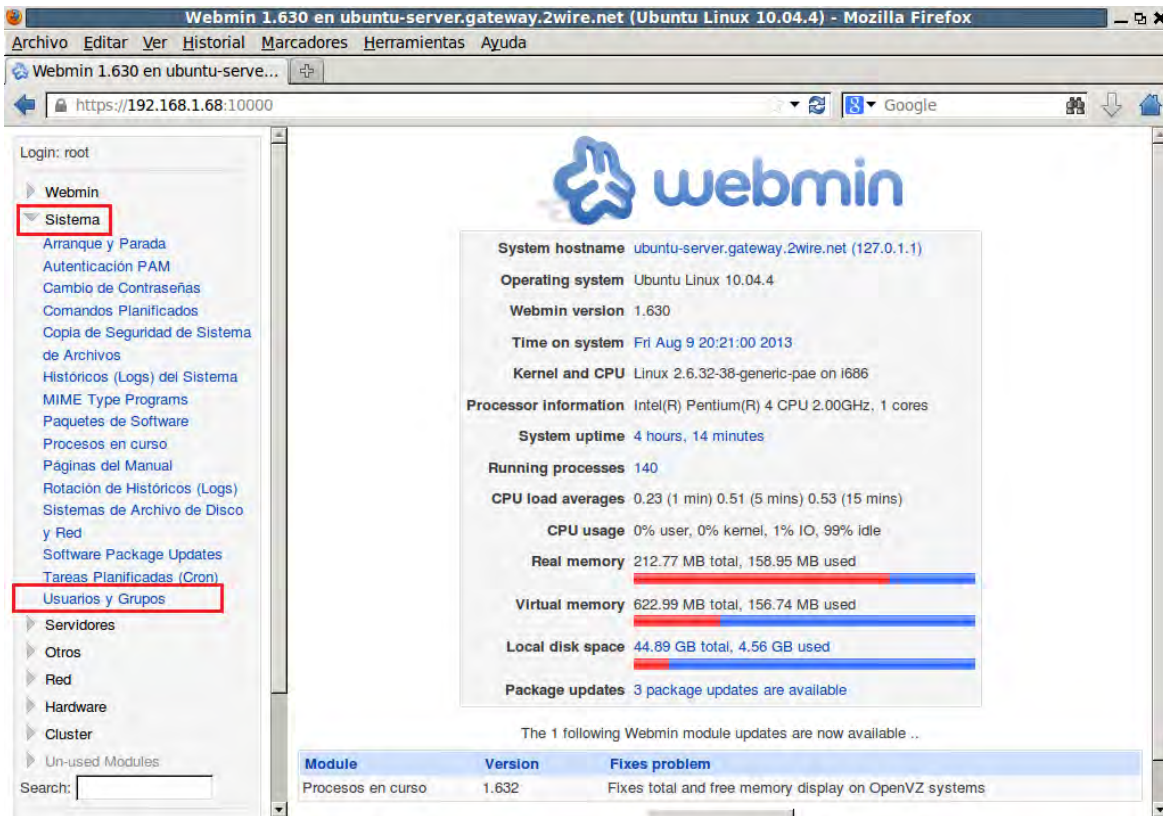 Webmin 1.630 en ubuntu-server.gateway.2wire.net (Ubuntu Linux 10.04.4) - Mozilla Firefox
Archivo Editar Ver Historial Marcadores Herramientas Ayuda
Webmin 1.630 en ubuntu-serve...
https://192.168.1.68:10000
Google
Login: root
Webmin
Sistema
Arranque y Parada
Autenticación PAM
Cambio de Contraseñas
Comandos Planificados
Copia de Seguridad de Sistema
de Archivos
Históricos (Logs) del Sistema
MIME Type Programs
Paquetes de Software
Procesos en curso
Páginas del Manual
Rotación de Históricos (Logs)
Sistemas de Archivo de Disco
y Red
Software Package Updates
Tareas Planificadas (Cron)
Usuarios y Grupos
Servidores
Otros
Red
Hardware
Cluster
Un-used Modules
Search:
webmin
System hostname ubuntu-server.gateway.2wire.net (127.0.1.1)
Operating system Ubuntu Linux 10.04.4
Webmin version 1.630
Time on system Fri Aug 9 20:21:00 2013
Kernel and CPU Linux 2.6.32-38-generic-pae on i686
Processor information Intel(R) Pentium(R) 4 CPU 2.00GHz, 1 cores
System uptime 4 hours, 14 minutes
Running processes 140
CPU load averages 0.23 (1 min) 0.51 (5 mins) 0.53 (15 mins)
CPU usage 0% user, 0% kernel, 1% IO, 99% idle
Real memory 212.77 MB total, 158.95 MB used
Virtual memory 622.99 MB total, 156.74 MB used
Local disk space 44.89 GB total, 4.56 GB used
Package updates 3 package updates are available
The 1 following Webmin module updates are now available ..
Module Version Fixes problem
Procesos en curso 1.632 Fixes total and free memory display on OpenVZ systems